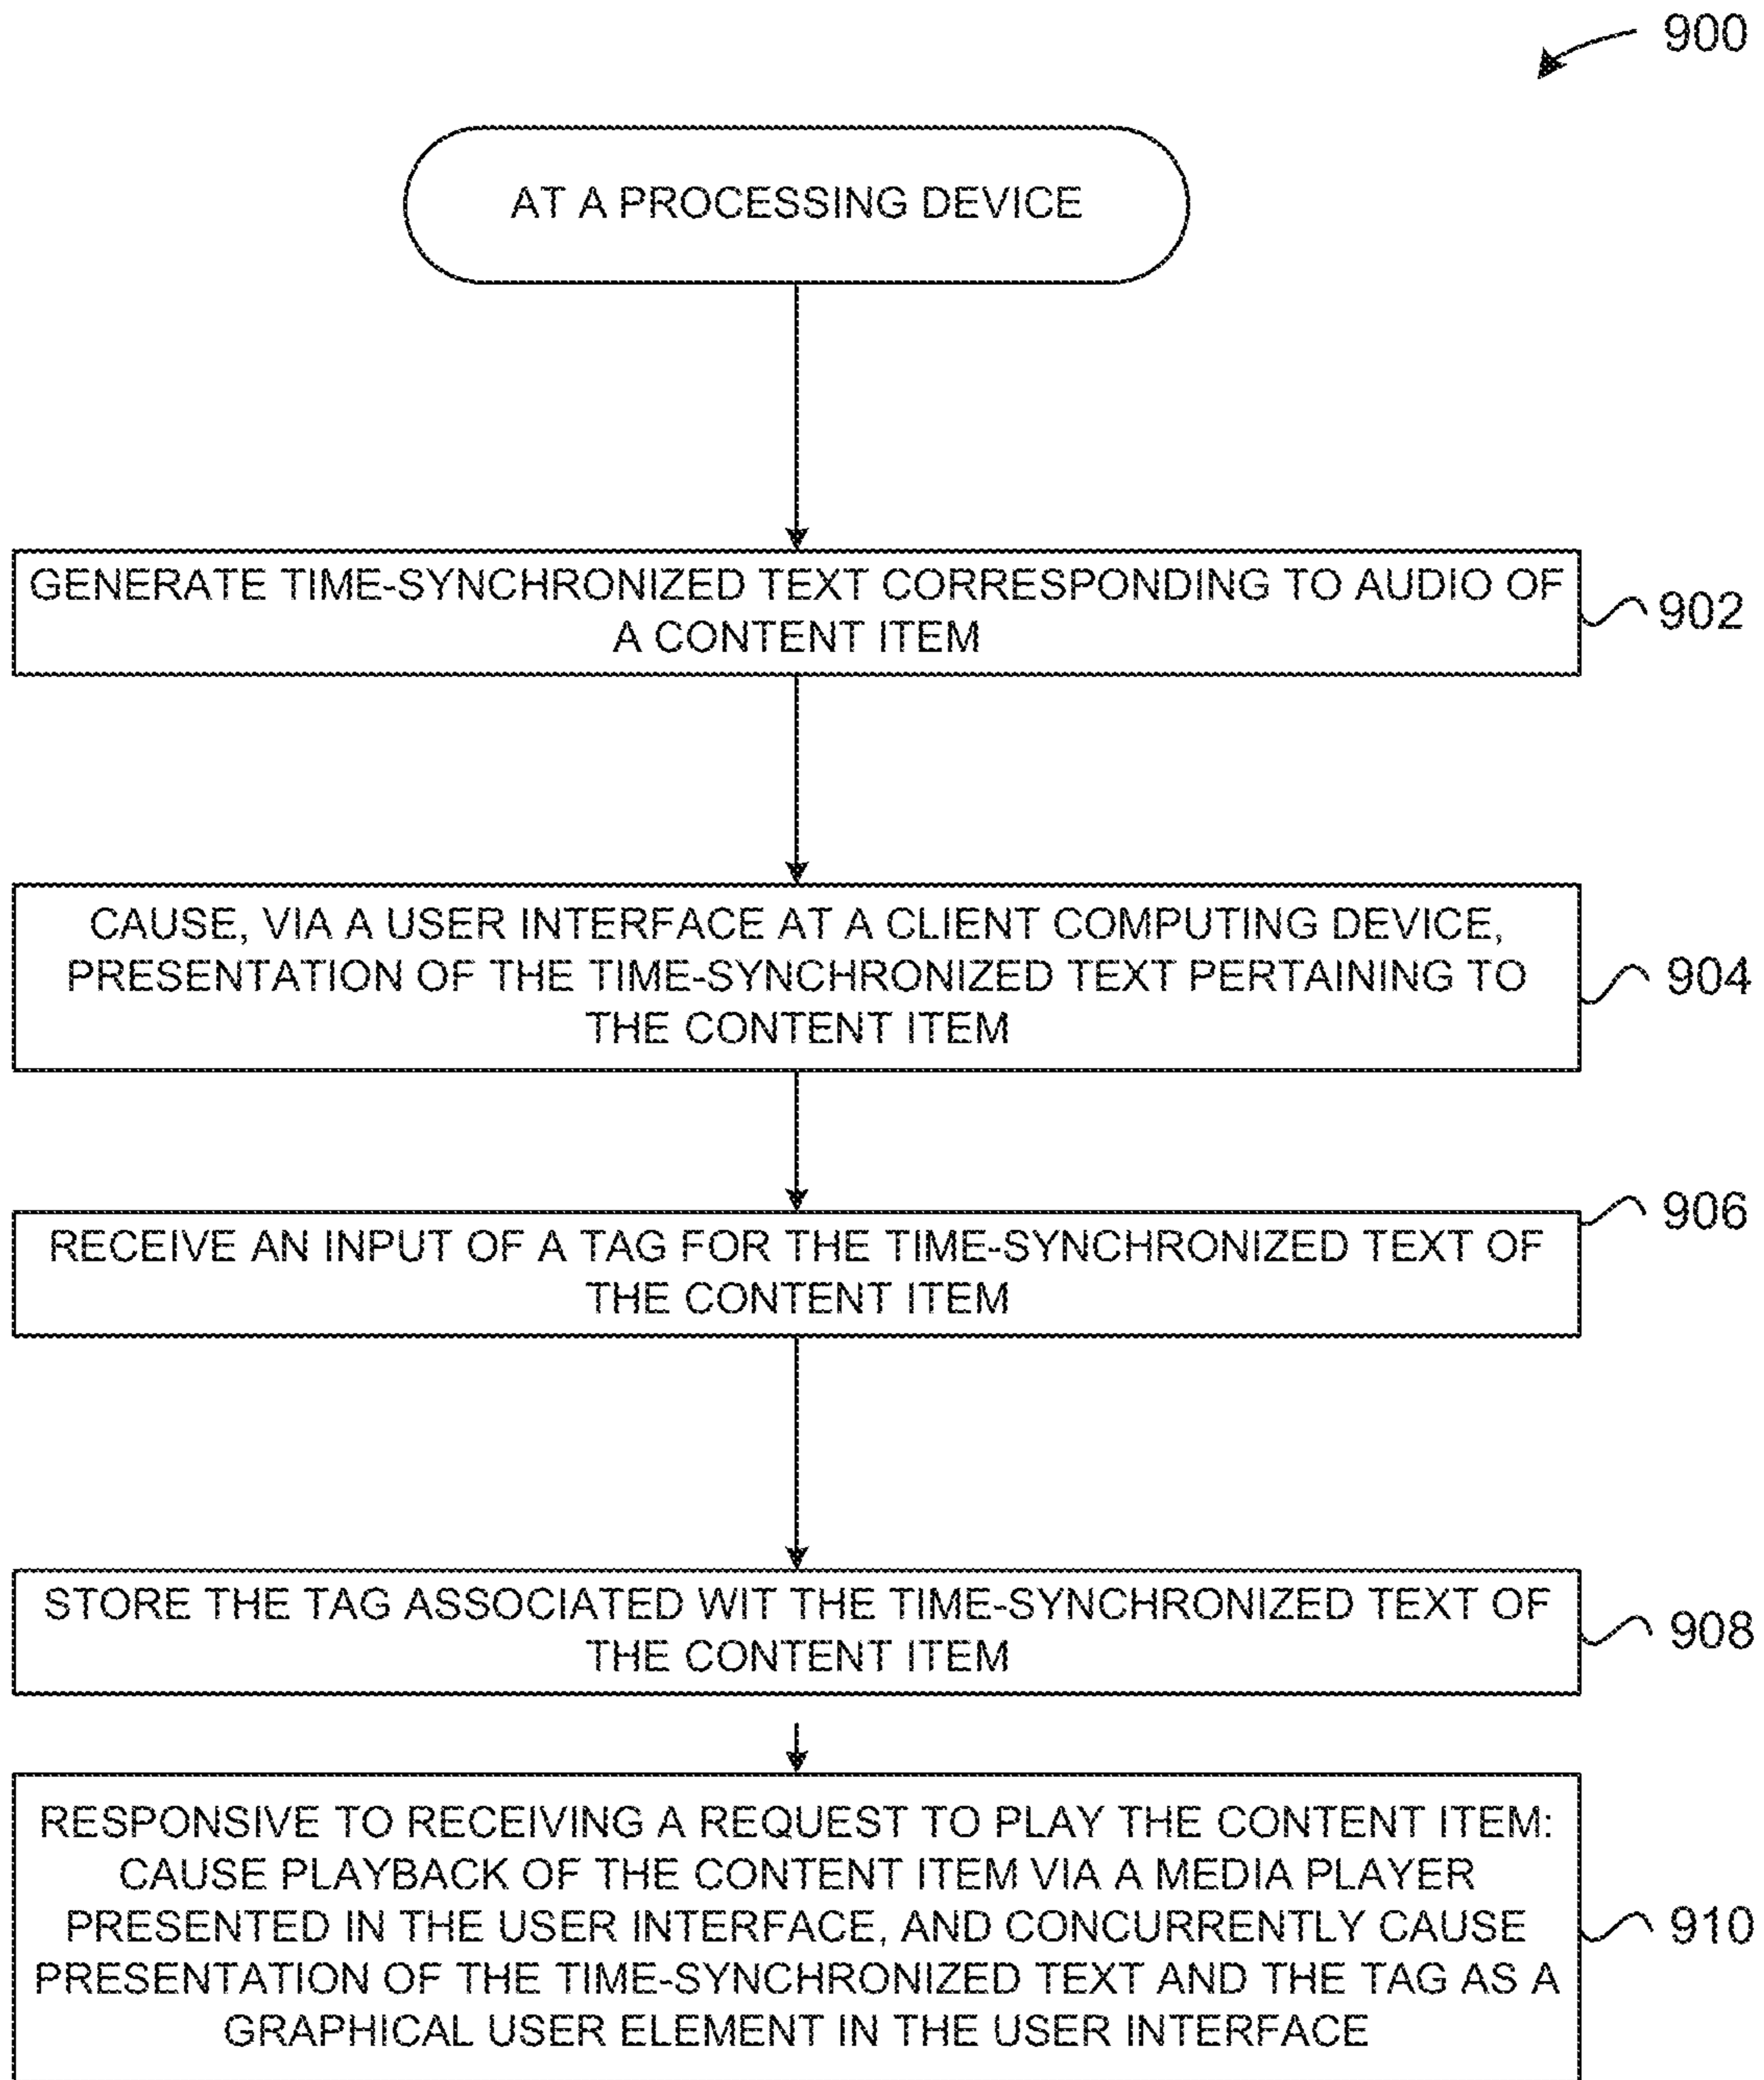 900
AT A PROCESSING DEVICE
GENERATE TIME-SYNCHRONIZED TEXT CORRESPONDING TO AUDIO OF
A CONTENT ITEM
902
CAUSE, VIA A USER INTERFACE AT A CLIENT COMPUTING DEVICE,
PRESENTATION OF THE TIME-SYNCHRONIZED TEXT PERTAINING TO
THE CONTENT ITEM
904
RECEIVE AN INPUT OF A TAG FOR THE TIME-SYNCHRONIZED TEXT OF
THE CONTENT ITEM
906
STORE THE TAG ASSOCIATED WIT THE TIME-SYNCHRONIZED TEXT OF
THE CONTENT ITEM
908
RESPONSIVE TO RECEIVING A REQUEST TO PLAY THE CONTENT ITEM:
CAUSE PLAYBACK OF THE CONTENT ITEM VIA A MEDIA PLAYER
PRESENTED IN THE USER INTERFACE, AND CONCURRENTLY CAUSE
PRESENTATION OF THE TIME-SYNCHRONIZED TEXT AND THE TAG AS A
GRAPHICAL USER ELEMENT IN THE USER INTERFACE
910